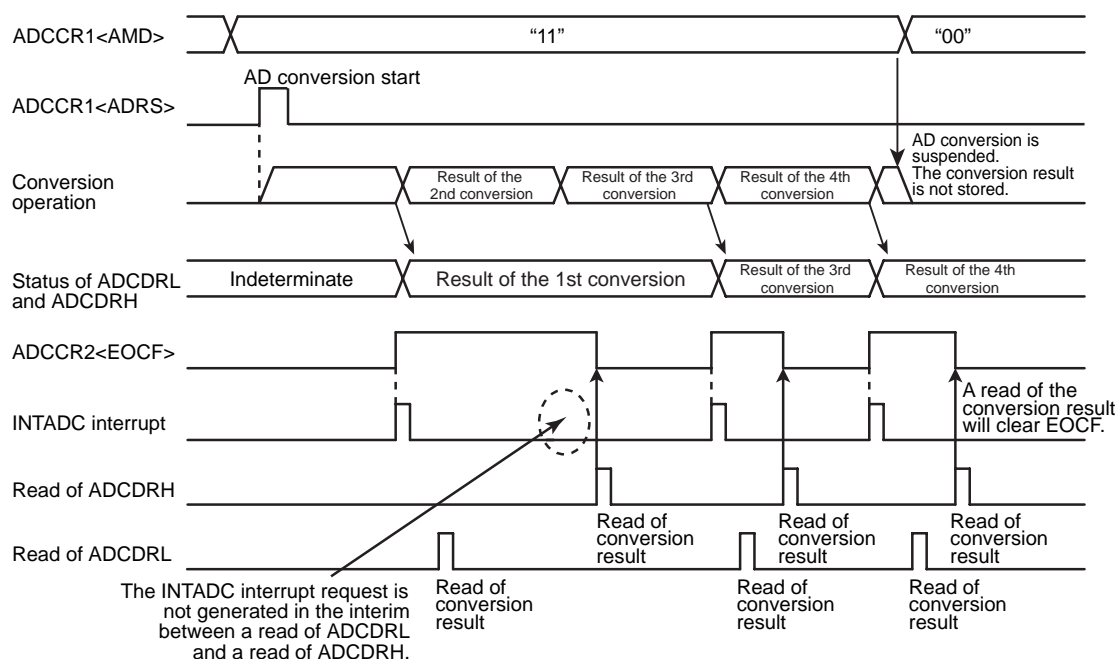 ADCCR1<AMD>
“11”
“00”
AD conversion start
ADCCR1<ADRS>
AD conversion is
suspended.
The conversion result
is not stored.
Conversion
operation
Result of the
2nd conversion
Result of the 3rd
conversion
Result of the 4th
conversion
Status of ADCDRL
and ADCDRH
Indeterminate
Result of the 1st conversion
Result of the 3rd
conversion
Result of the 4th
conversion
ADCCR2<EOCF>
A read of the
conversion result
will clear EOCF.
INTADC interrupt
Read of ADCDRH
Read of
conversion
result
Read of
conversion
result
Read of
conversion
result
Read of ADCDRL
The INTADC interrupt request is
not generated in the interim
between a read of ADCDRL
and a read of ADCDRH.
Read of
conversion
result
Read of
conversion
result
Read of
conversion
result